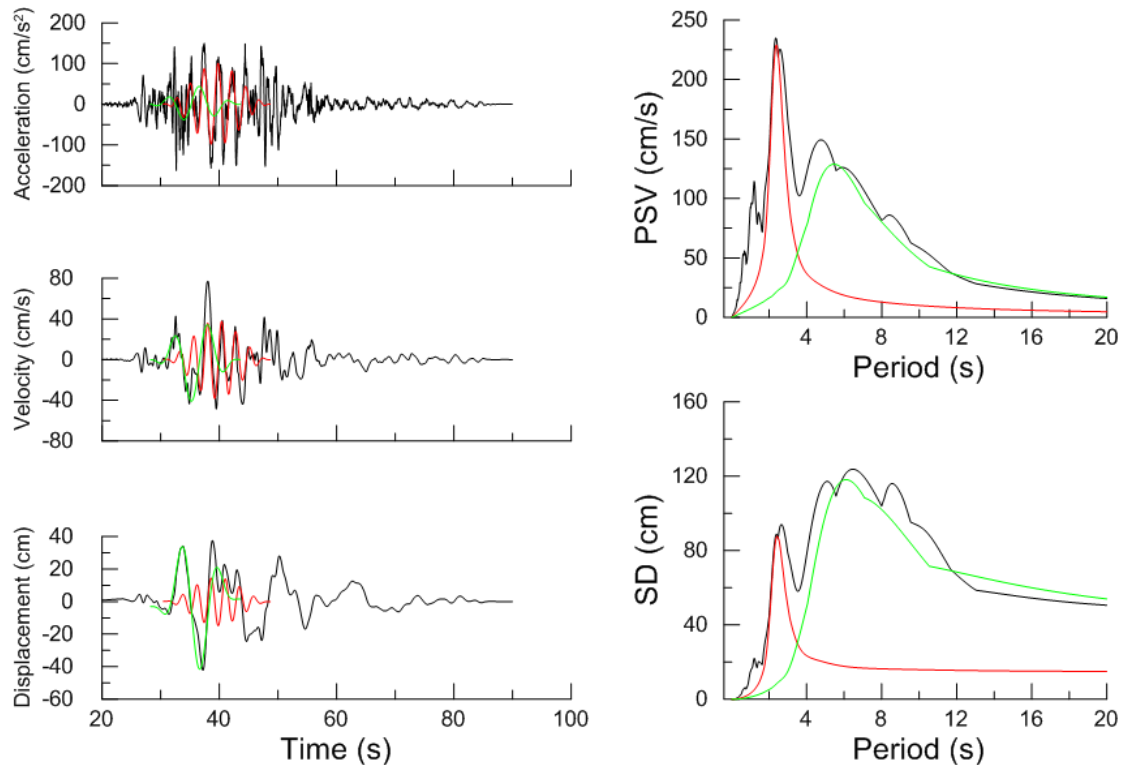 Acceleration (cm/s²)
200
100
0
-100
-200
Velocity (cm/s)
80
40
0
-40
-80
Displacement (cm)
40
20
0
-20
-40
-60
20 40 60 80 100
Time (s)
PSV (cm/s)
250
200
150
100
50
0
4 8 12 16 20
Period (s)
SD (cm)
160
120
80
40
0
4 8 12 16 20
Period (s)